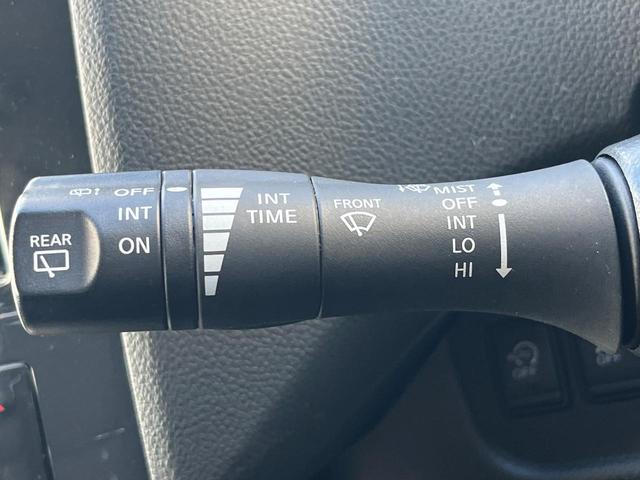 OFF
INT
ON
REAR
INT
TIME
FRONT
MIST
OFF
INT
LO
HI